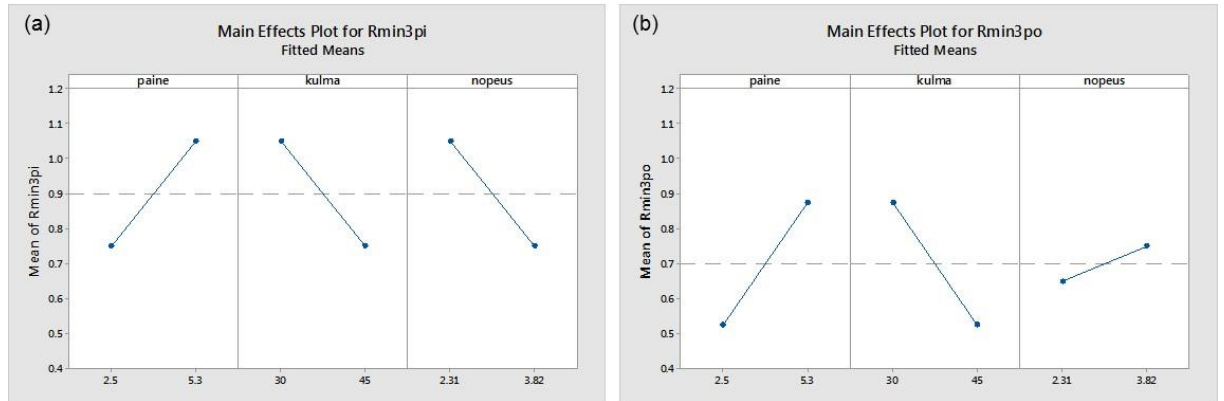 (a)
Main Effects Plot for Rmin3pi
Fitted Means
paine kulma nopeus
Mean of Rmin3pi
1.2
1.1
1.0
0.9
0.8
0.7
0.6
0.5
0.4
2.5 5.3 30 45 2.31 3.82
(b)
Main Effects Plot for Rmin3po
Fitted Means
paine kulma nopeus
Mean of Rmin3po
1.2
1.1
1.0
0.9
0.8
0.7
0.6
0.5
0.4
2.5 5.3 30 45 2.31 3.82